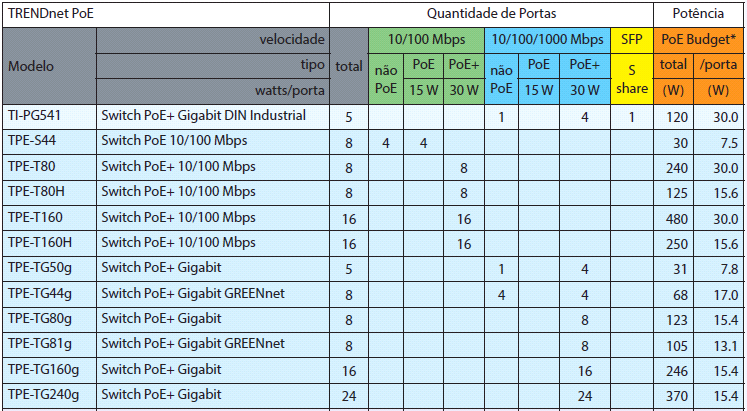 TRENDnet PoE Quantidade de Portas Potência
velocidade 10/100 Mbps 10/100/1000 Mbps SFP PoE Budget*
Modelo tipo total não PoE PoE PoE+ não PoE PoE PoE+ S share total /porta
watts/porta 15 W 30 W 15 W 30 W (W) (W)
TI-PG541 Switch PoE+ Gigabit DIN Industrial 5 1 4 1 120 30.0
TPE-S44 Switch PoE 10/100 Mbps 8 4 4 30 7.5
TPE-T80 Switch PoE+ 10/100 Mbps 8 8 240 30.0
TPE-T80H Switch PoE+ 10/100 Mbps 8 8 125 15.6
TPE-T160 Switch PoE+ 10/100 Mbps 16 16 480 30.0
TPE-T160H Switch PoE+ 10/100 Mbps 16 16 250 15.6
TPE-TG50g Switch PoE+ Gigabit 5 1 4 31 7.8
TPE-TG44g Switch PoE+ Gigabit GREENnet 8 4 4 68 17.0
TPE-TG80g Switch PoE+ Gigabit 8 8 123 15.4
TPE-TG81g Switch PoE+ Gigabit GREENnet 8 8 105 13.1
TPE-TG160g Switch PoE+ Gigabit 16 16 246 15.4
TPE-TG240g Switch PoE+ Gigabit 24 24 370 15.4